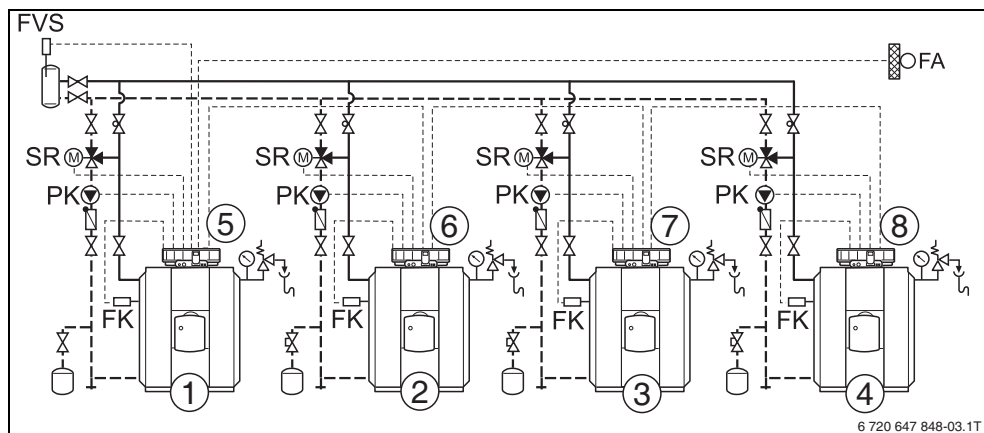 FVS
FA
SR M SR M SR M SR M
PK PK PK PK
5 6 7 8
FK FK FK FK
1 2 3 4
6 720 647 848-03.1T